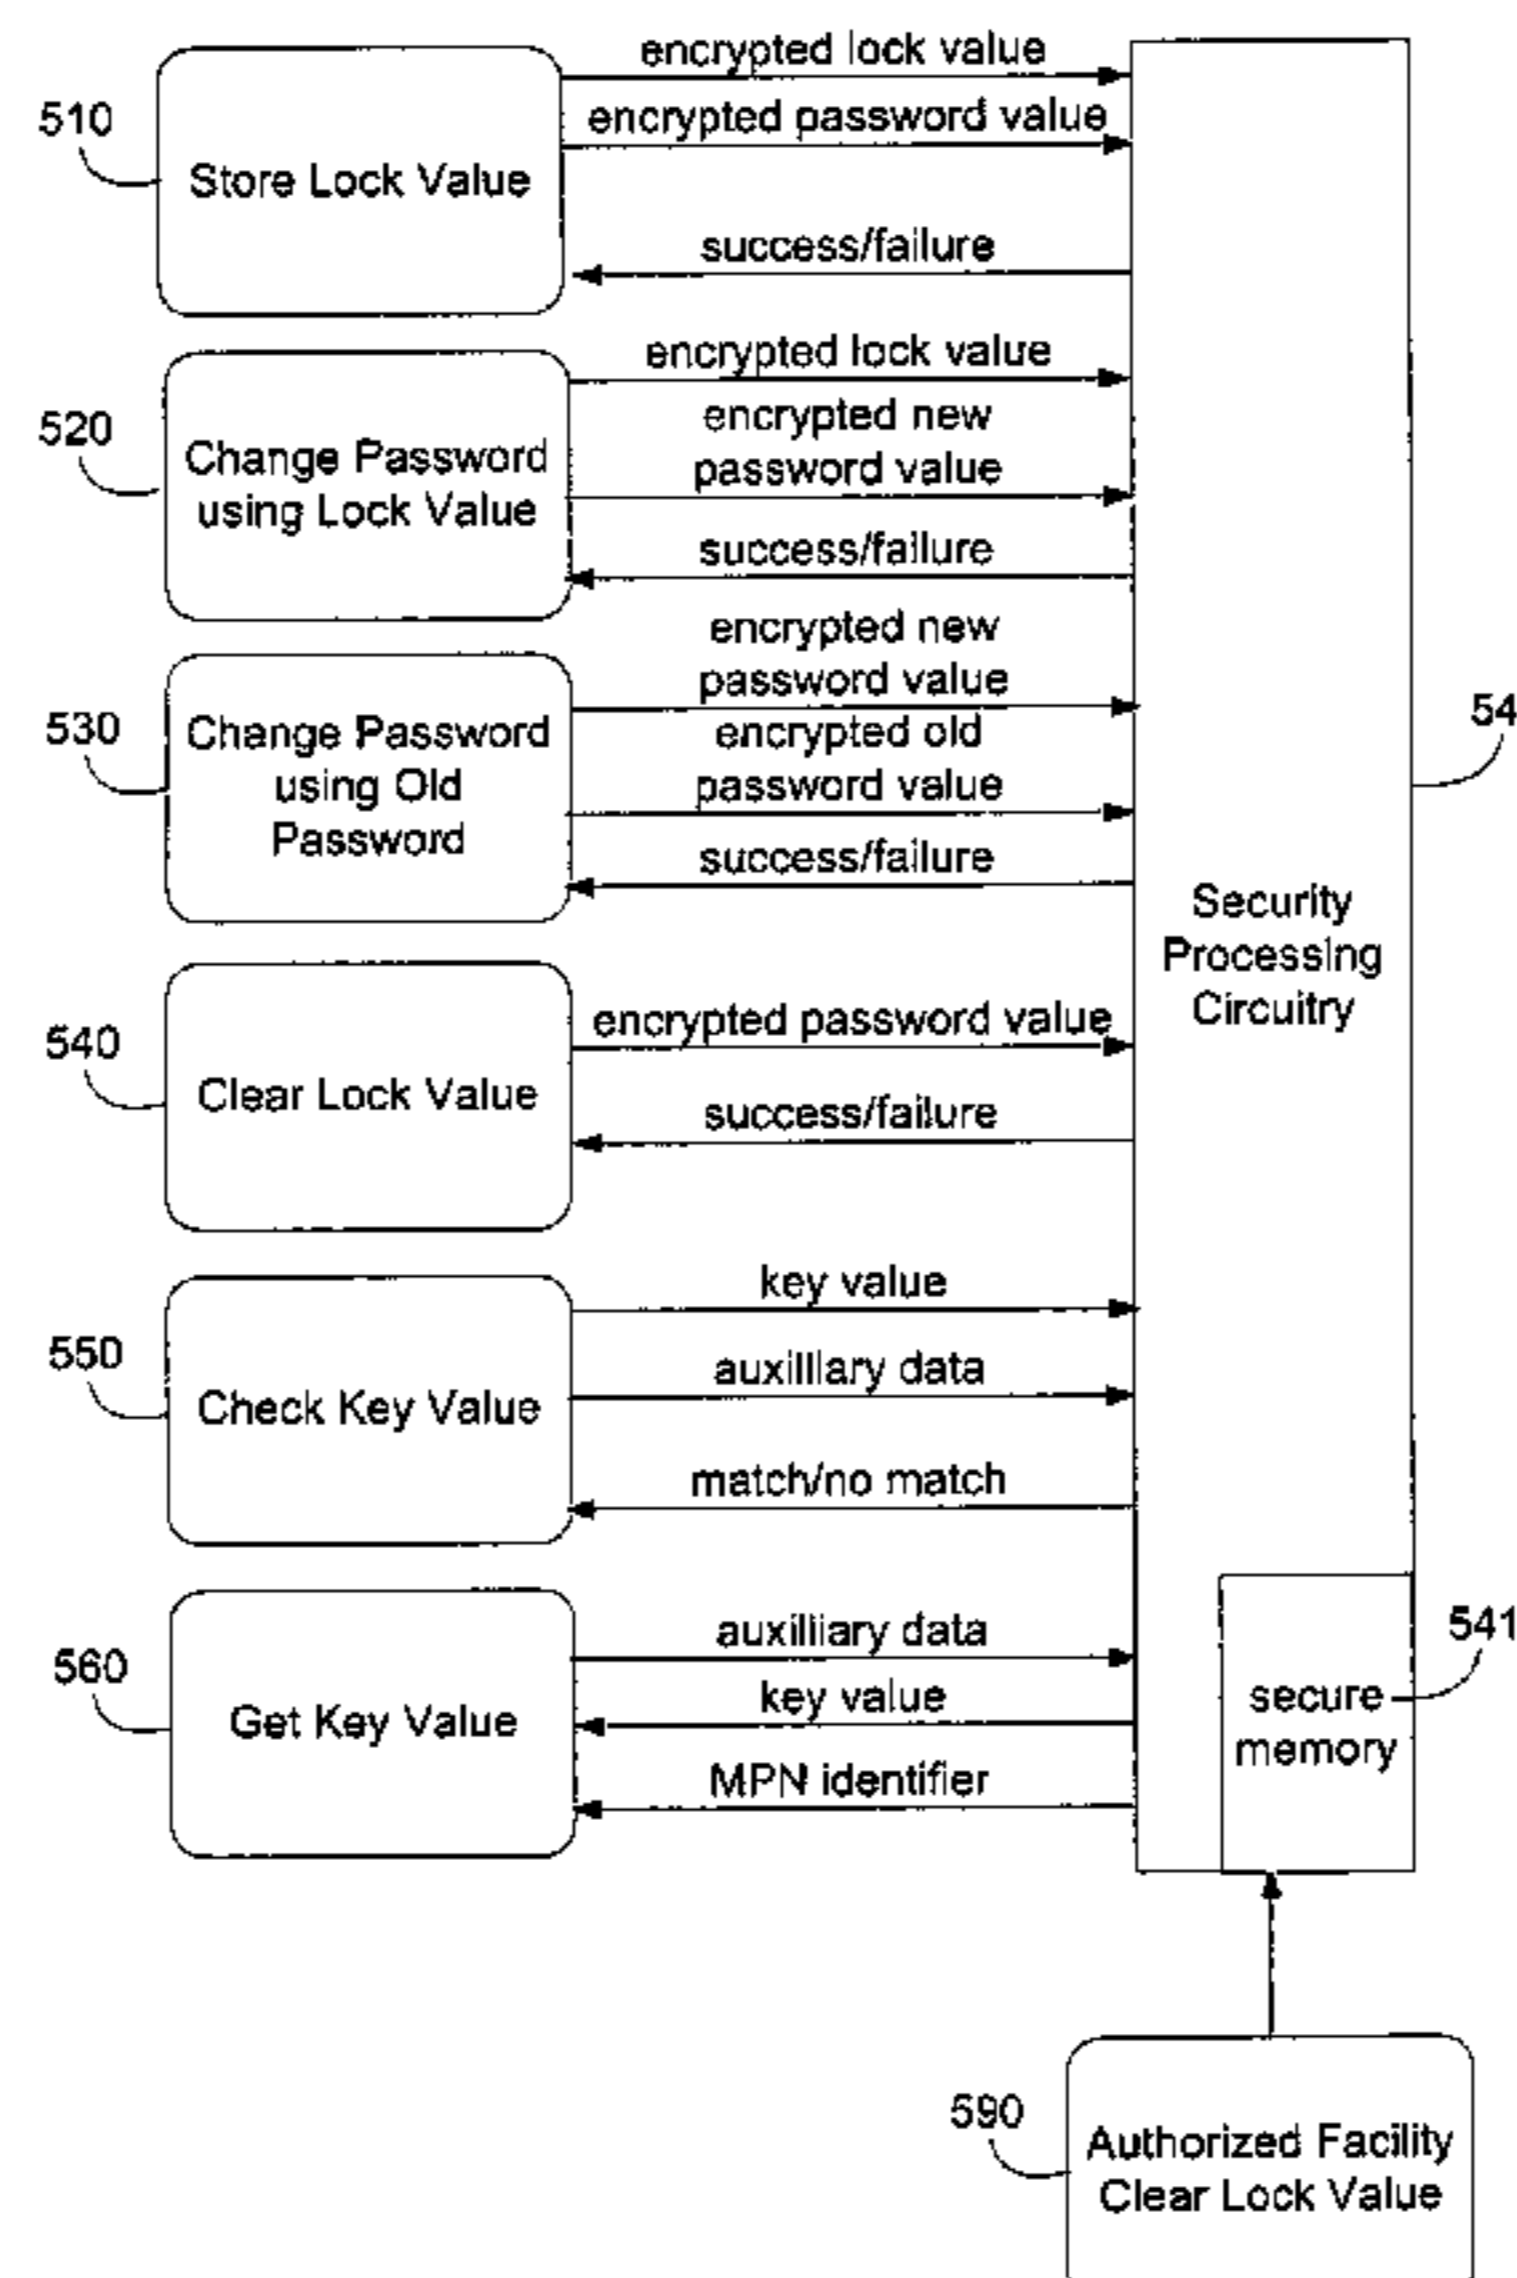 encrypted lock value
510
encrypted password value
Store Lock Value
success/failure
encrypted lock value
520
encrypted new
password value
Change Password
using Lock Value
success/failure
encrypted new
password value
530
Change Password
using Old
Password
encrypted old
password value
success/failure
54
Security
Processing
Circuitry
540
encrypted password value
Clear Lock Value
success/failure
key value
550
auxilliary data
Check Key Value
match/no match
auxilliary data
560
key value
Get Key Value
MPN identifier
541
secure
memory
590
Authorized Facility
Clear Lock Value